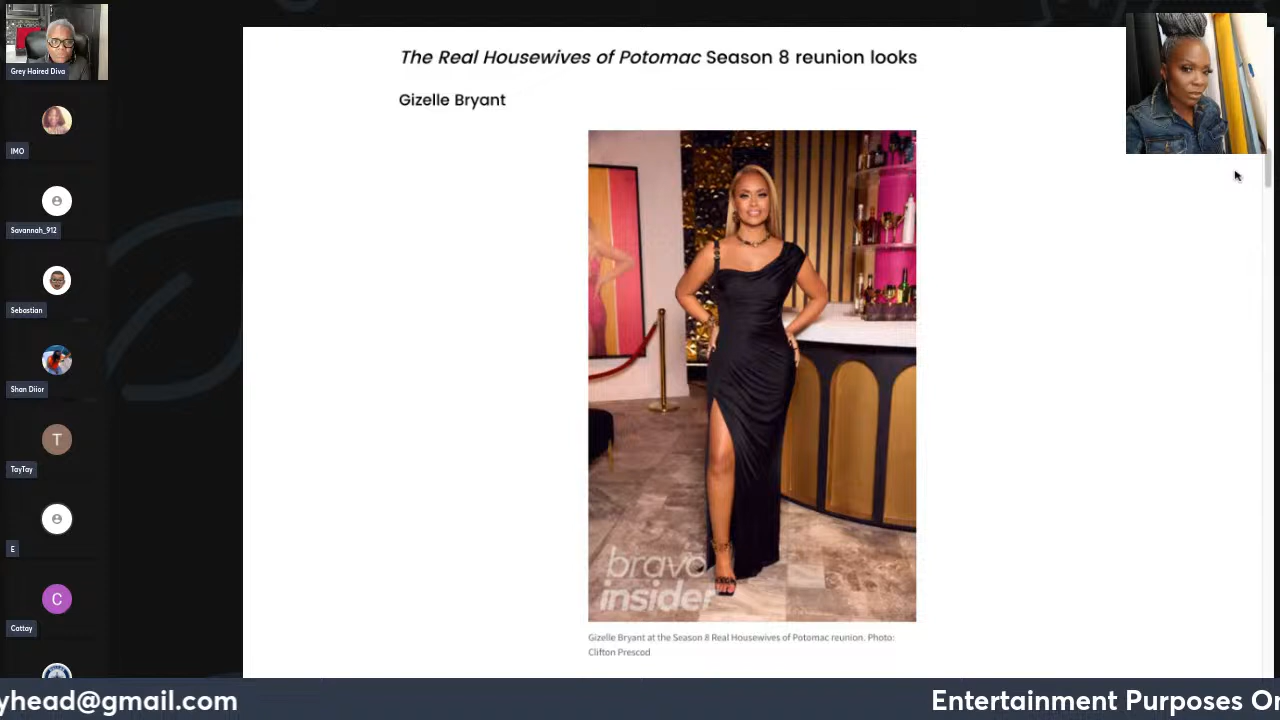 The Real Housewives of Potomac Season 8 reunion looks
Gizelle Bryant
bravo
insider
Gizelle Bryant at the Season 8 Real Housewives of Potomac reunion. Photo:
Clifton Prescod
Grey Haired Diva
IMO
Savannah_912
Sebastian
Shan Diior
T
TayTay
E
C
Cottoy
yhead@gmail.com
Entertainment Purposes On